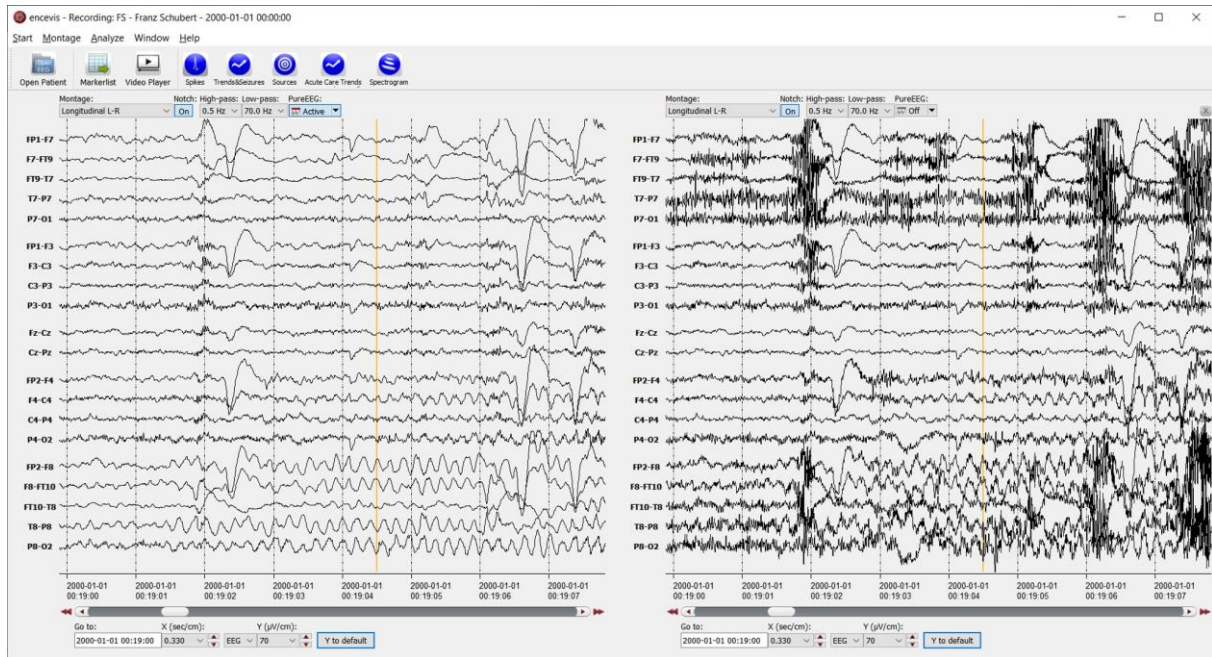 encevis - Recording: FS - Franz Schubert - 2000-01-01 00:00:00
Start Montage Analyze Window Help
Open Patient Markerlist Video Player Spikes Trends&Seizures Sources Acute Care Trends Spectrogram
Montage: Notch: High-pass: Low-pass: PureEEG:
Longitudinal L-R On 0.5 Hz 70.0 Hz Active
FP1-F7
F7-FT9
FT9-T7
T7-P7
P7-O1
FP1-F3
F3-C3
C3-P3
P3-O1
Fz-Cz
Cz-Pz
FP2-F4
F4-C4
C4-P4
P4-O2
FP2-F8
F8-FT10
FT10-T8
T8-P8
P8-O2
2000-01-01 2000-01-01 2000-01-01 2000-01-01 2000-01-01 2000-01-01 2000-01-01 2000-01-01
00:19:00 00:19:01 00:19:02 00:19:03 00:19:04 00:19:05 00:19:06 00:19:07
Go to: X (sec/cm): Y (µV/cm):
2000-01-01 00:19:00 0.330 EEG 70 Y to default
Montage: Notch: High-pass: Low-pass: PureEEG:
Longitudinal L-R On 0.5 Hz 70.0 Hz Off
FP1-F7
F7-FT9
FT9-T7
T7-P7
P7-O1
FP1-F3
F3-C3
C3-P3
P3-O1
Fz-Cz
Cz-Pz
FP2-F4
F4-C4
C4-P4
P4-O2
FP2-F8
F8-FT10
FT10-T8
T8-P8
P8-O2
2000-01-01 2000-01-01 2000-01-01 2000-01-01 2000-01-01 2000-01-01 2000-01-01 2000-01-01
00:19:00 00:19:01 00:19:02 00:19:03 00:19:04 00:19:05 00:19:06 00:19:07
Go to: X (sec/cm): Y (µV/cm):
2000-01-01 00:19:00 0.330 EEG 70 Y to default